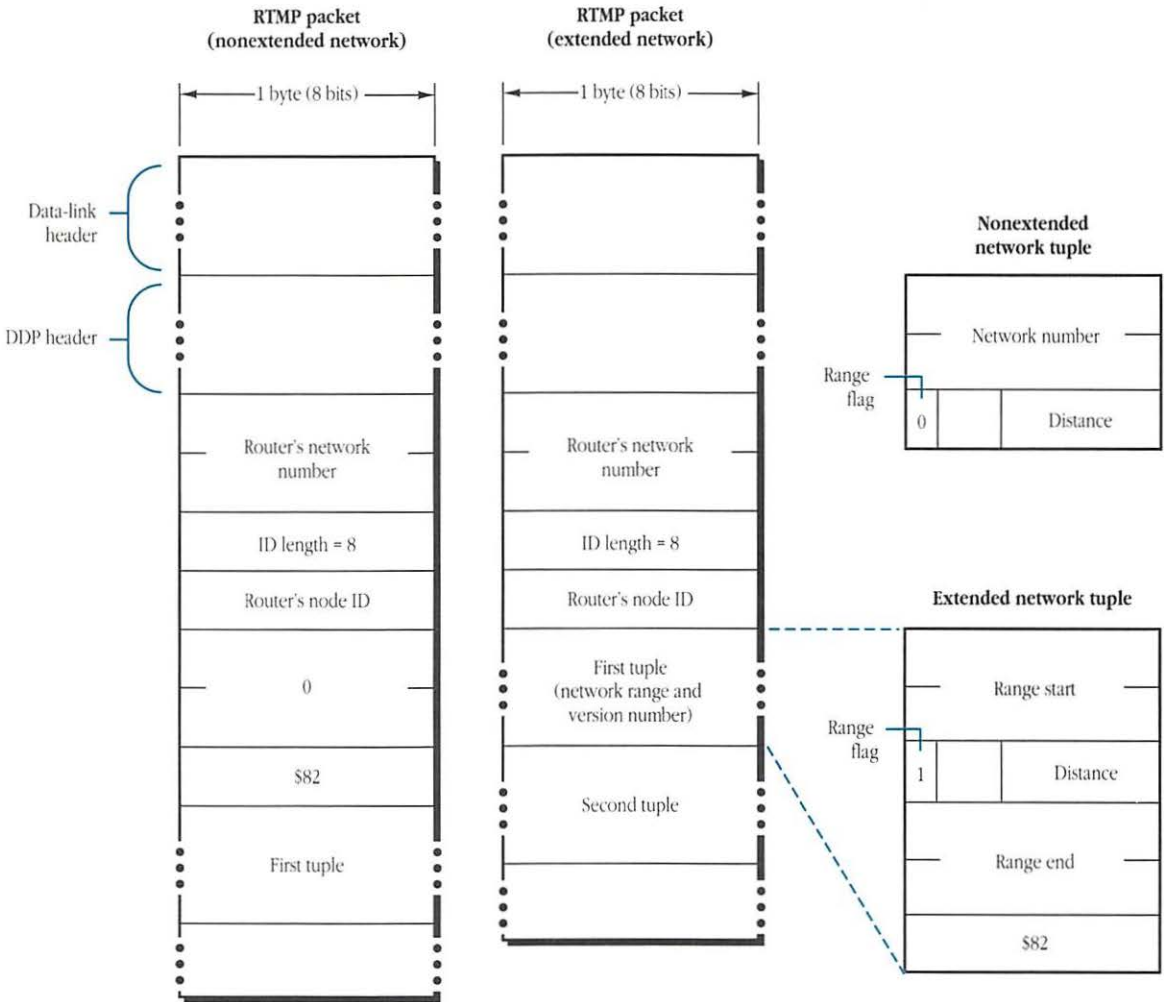 RTMP packet
(nonextended network)
1 byte (8 bits)
Data-link
header
DDP header
Router's network
number
ID length = 8
Router's node ID
0
$82
First tuple
RTMP packet
(extended network)
1 byte (8 bits)
Router's network
number
ID length = 8
Router's node ID
First tuple
(network range and
version number)
Second tuple
Nonextended
network tuple
Network number
Range
flag
0
Distance
Extended network tuple
Range start
Range
flag
1
Distance
Range end
$82